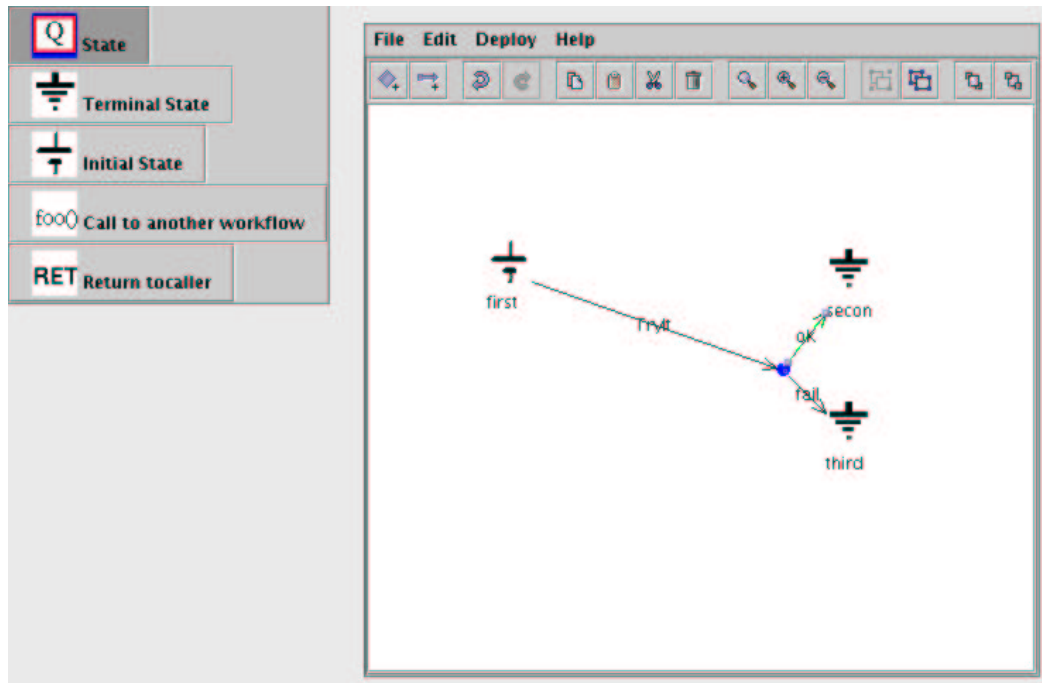 Q State
Terminal State
Initial State
foo() Call to another workflow
RET Return tocaller
File Edit Deploy Help
first
TryIt
secon
ok
fail
third